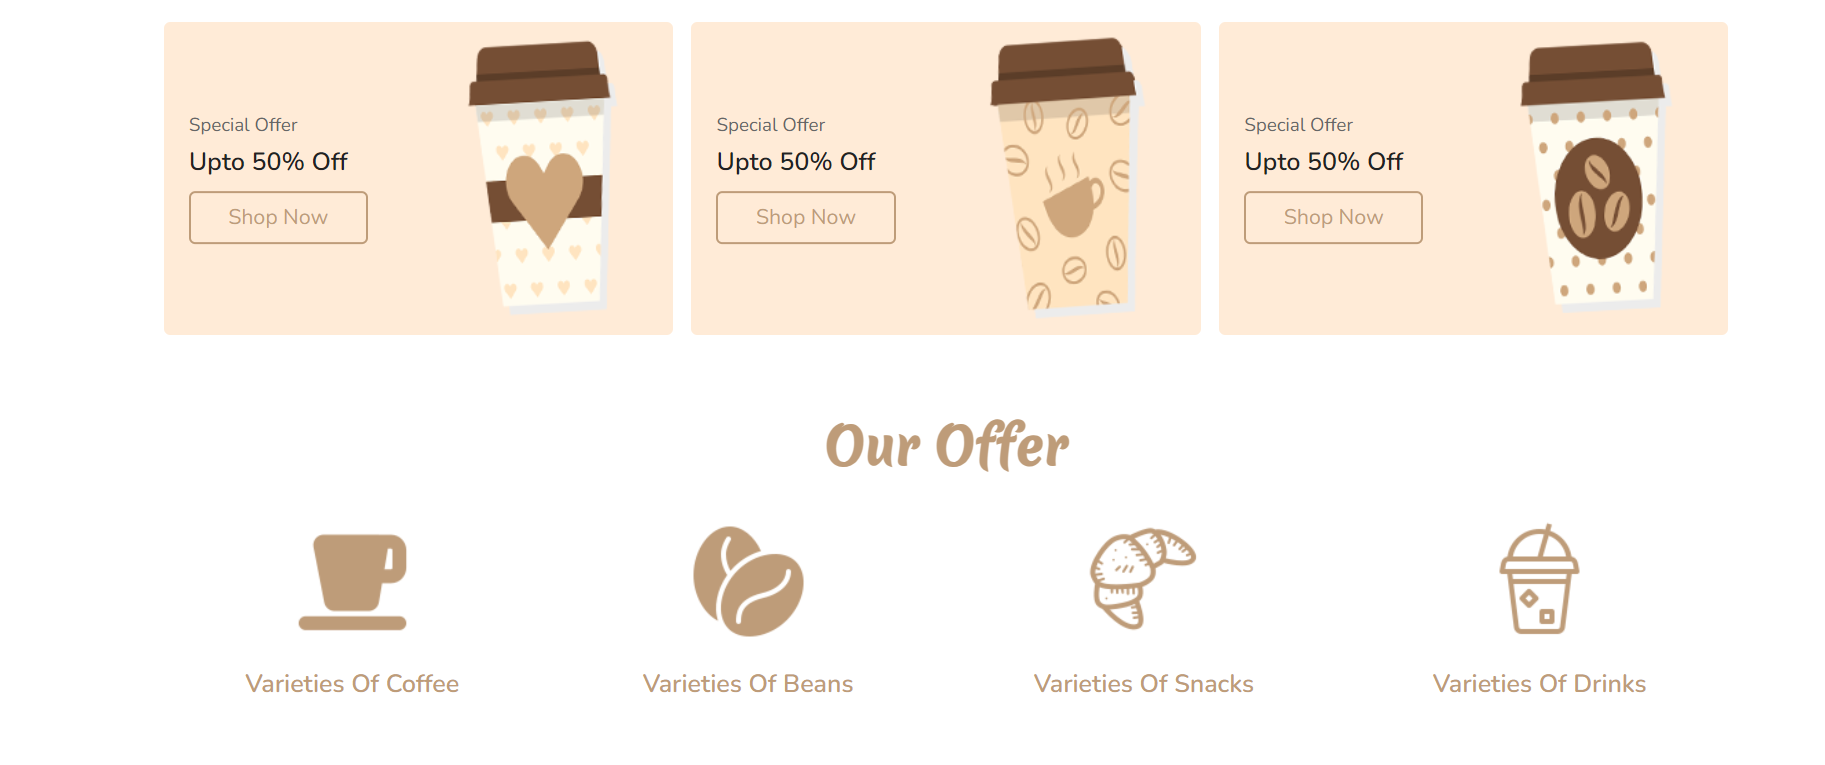 Special Offer
Upto 50% Off
Shop Now
Special Offer
Upto 50% Off
Shop Now
Special Offer
Upto 50% Off
Shop Now
Our Offer
Varieties Of Coffee
Varieties Of Beans
Varieties Of Snacks
Varieties Of Drinks